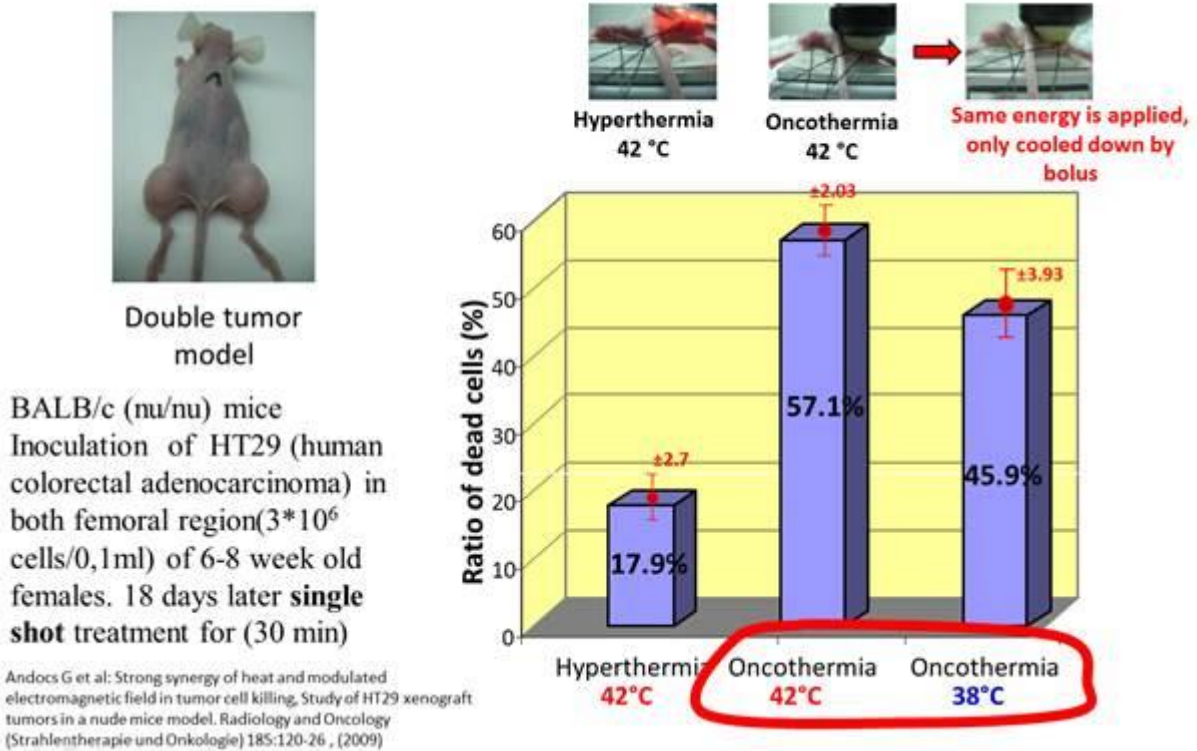 Double tumor
model
BALB/c (nu/nu) mice
Inoculation of HT29 (human
colorectal adenocarcinoma) in
both femoral region(3*10⁶
cells/0,1ml) of 6-8 week old
females. 18 days later single
shot treatment for (30 min)
Andocs G et al: Strong synergy of heat and modulated
electromagnetic field in tumor cell killing, Study of HT29 xenograft
tumors in a nude mice model. Radiology and Oncology
(Strahlentherapie und Onkologie) 185:120-26 , (2009)
Hyperthermia
42 °C
Oncothermia
42 °C
Same energy is applied,
only cooled down by
bolus
Ratio of dead cells (%)
60
50
40
30
20
10
0
±2.7
17.9%
±2.03
57.1%
±3.93
45.9%
Hyperthermia
42°C
Oncothermia
42°C
Oncothermia
38°C